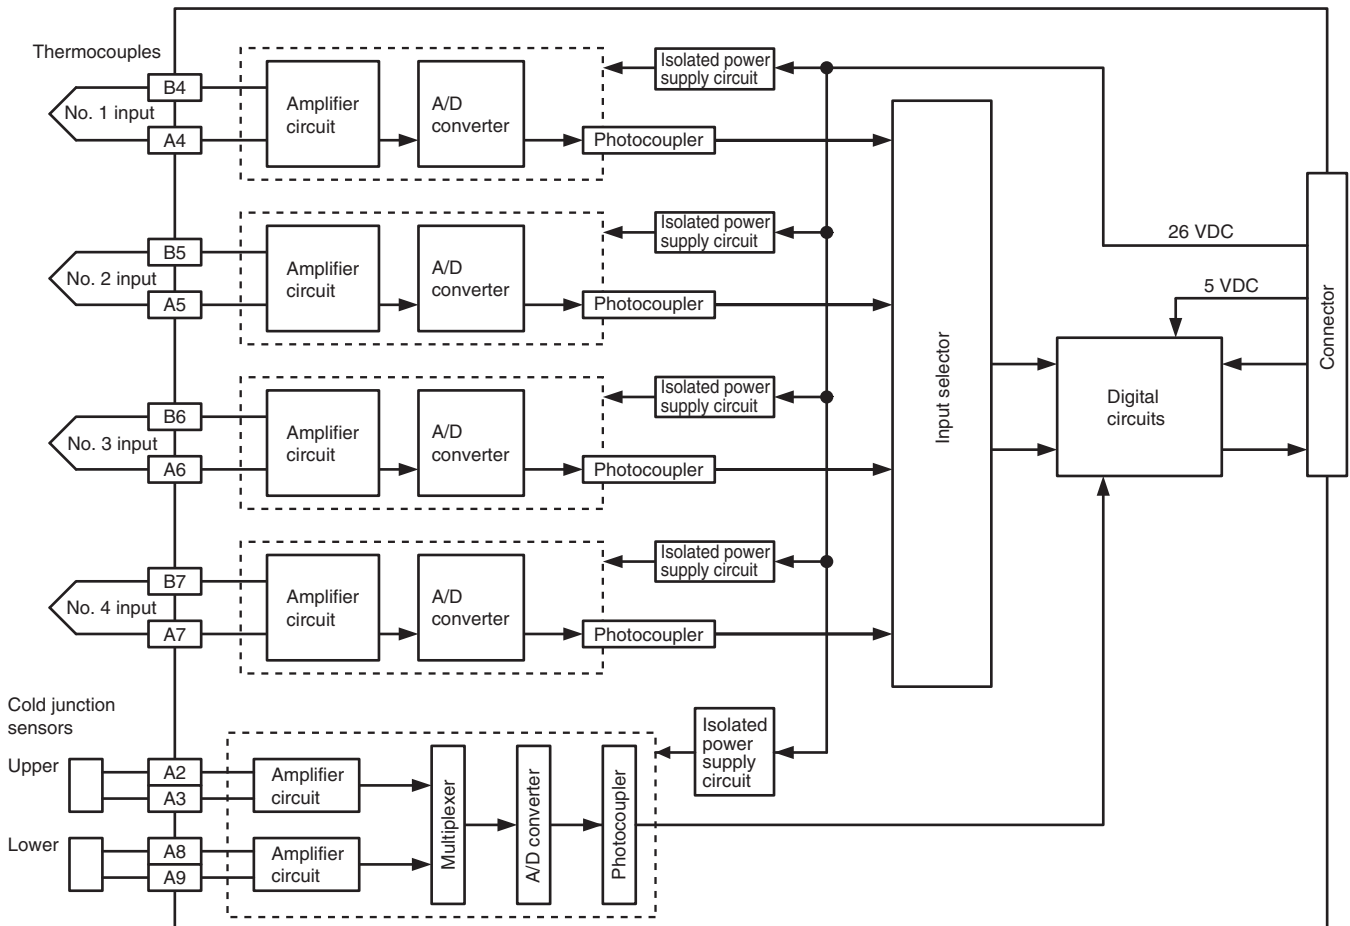 Thermocouples
B4
No. 1 input
A4
Amplifier
circuit
A/D
converter
Isolated power
supply circuit
Photocoupler
B5
No. 2 input
A5
Amplifier
circuit
A/D
converter
Isolated power
supply circuit
Photocoupler
B6
No. 3 input
A6
Amplifier
circuit
A/D
converter
Isolated power
supply circuit
Photocoupler
B7
No. 4 input
A7
Amplifier
circuit
A/D
converter
Isolated power
supply circuit
Photocoupler
Input selector
26 VDC
5 VDC
Digital
circuits
Connector
Cold junction
sensors
Upper
A2
A3
Amplifier
circuit
Lower
A8
A9
Amplifier
circuit
Multiplexer
A/D converter
Photocoupler
Isolated
power
supply
circuit